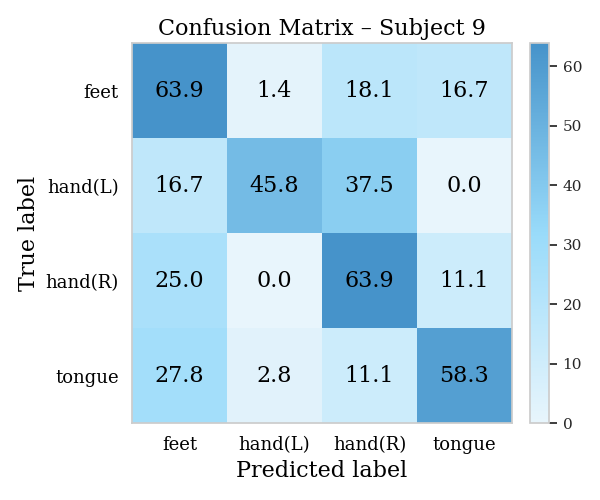 Confusion Matrix – Subject 9
feet 63.9 1.4 18.1 16.7
hand(L) 16.7 45.8 37.5 0.0
hand(R) 25.0 0.0 63.9 11.1
tongue 27.8 2.8 11.1 58.3
feet hand(L) hand(R) tongue
Predicted label
True label
60
50
40
30
20
10
0